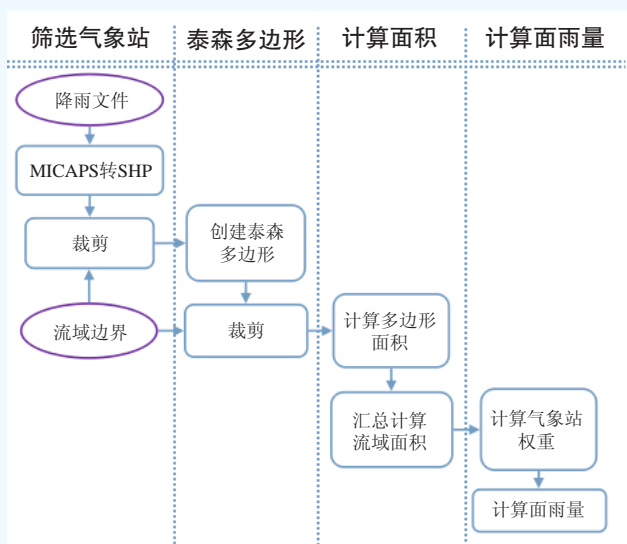 筛选气象站
泰森多边形
计算面积
计算面雨量
降雨文件
MICAPS转SHP
裁剪
流域边界
创建泰森
多边形
裁剪
计算多边形
面积
汇总计算
流域面积
计算气象站
权重
计算面雨量